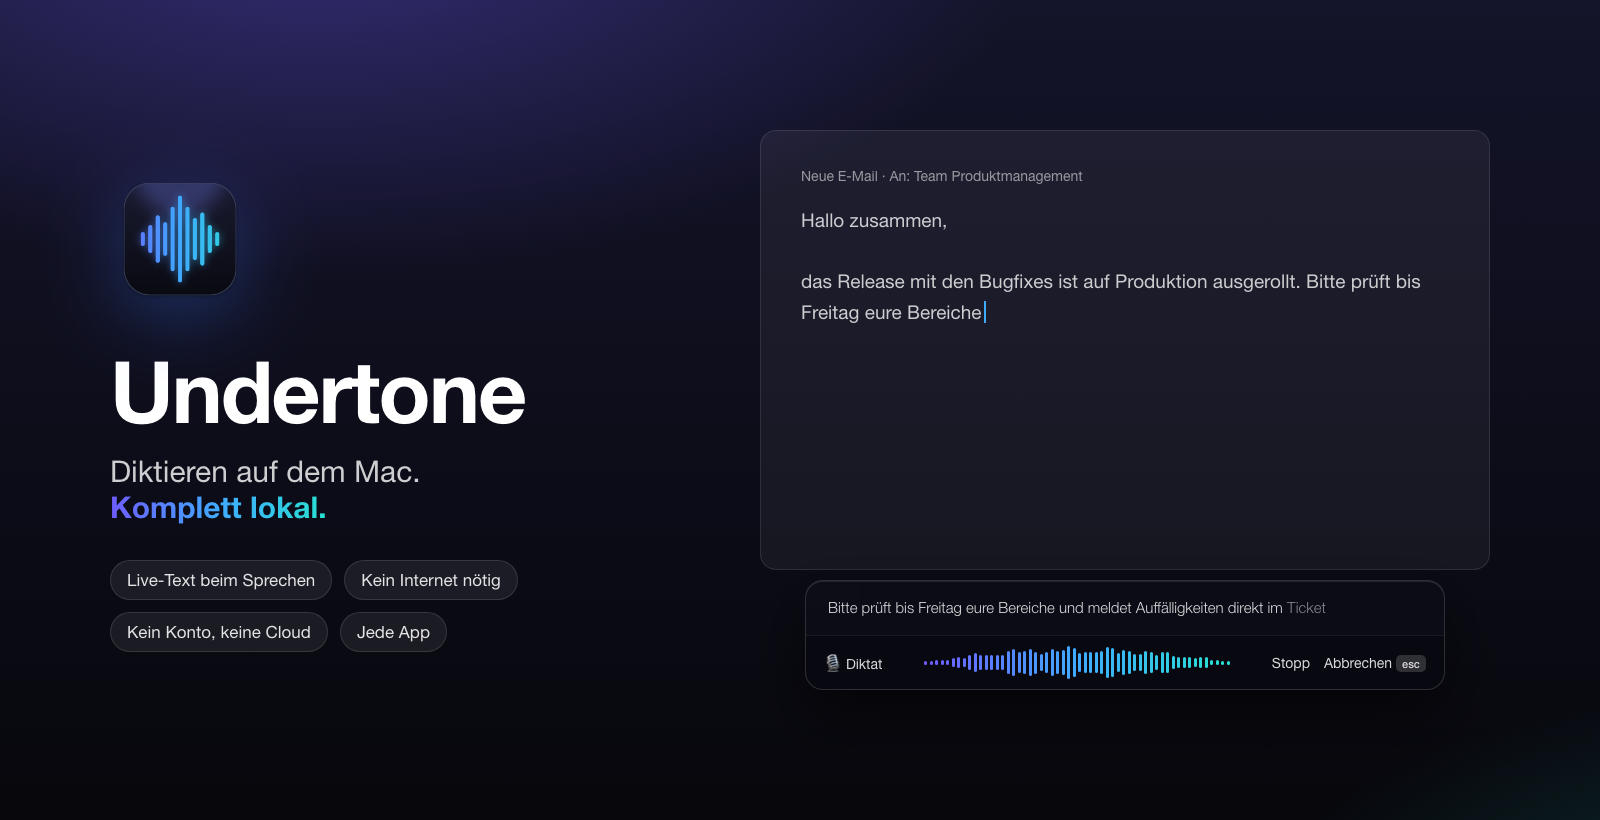 Undertone
Diktieren auf dem Mac.
Komplett lokal.
Live-Text beim Sprechen
Kein Internet nötig
Kein Konto, keine Cloud
Jede App
Neue E-Mail · An: Team Produktmanagement
Hallo zusammen,
das Release mit den Bugfixes ist auf Produktion ausgerollt. Bitte prüft bis
Freitag eure Bereiche
Bitte prüft bis Freitag eure Bereiche und meldet Auffälligkeiten direkt im Ticket
Diktat
Stopp
Abbrechen esc